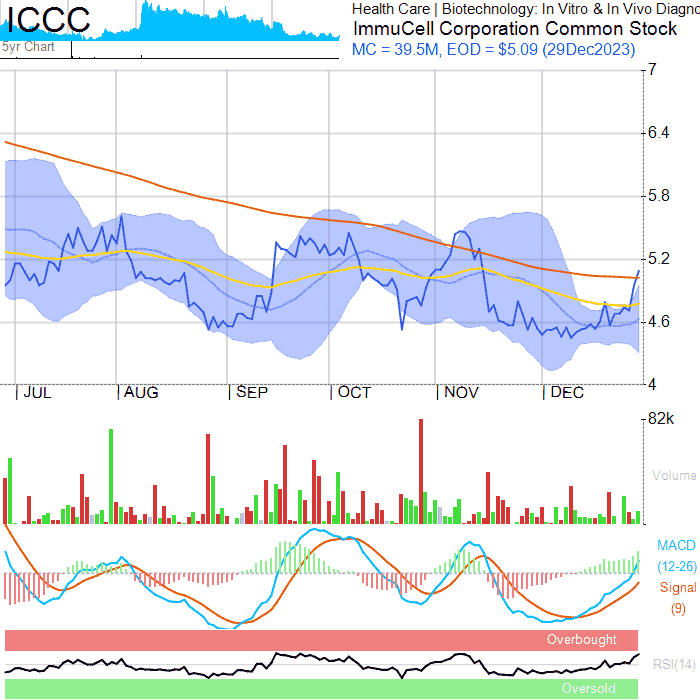 ICCC
5yr Chart
Health Care | Biotechnology: In Vitro & In Vivo Diagno
ImmuCell Corporation Common Stock
MC = 39.5M, EOD = $5.09 (29Dec2023)
7
6.4
5.8
5.2
4.6
4
JUL AUG SEP OCT NOV DEC
82k
Volume
MACD
(12-26)
Signal
(9)
Overbought
RSI(14)
Oversold